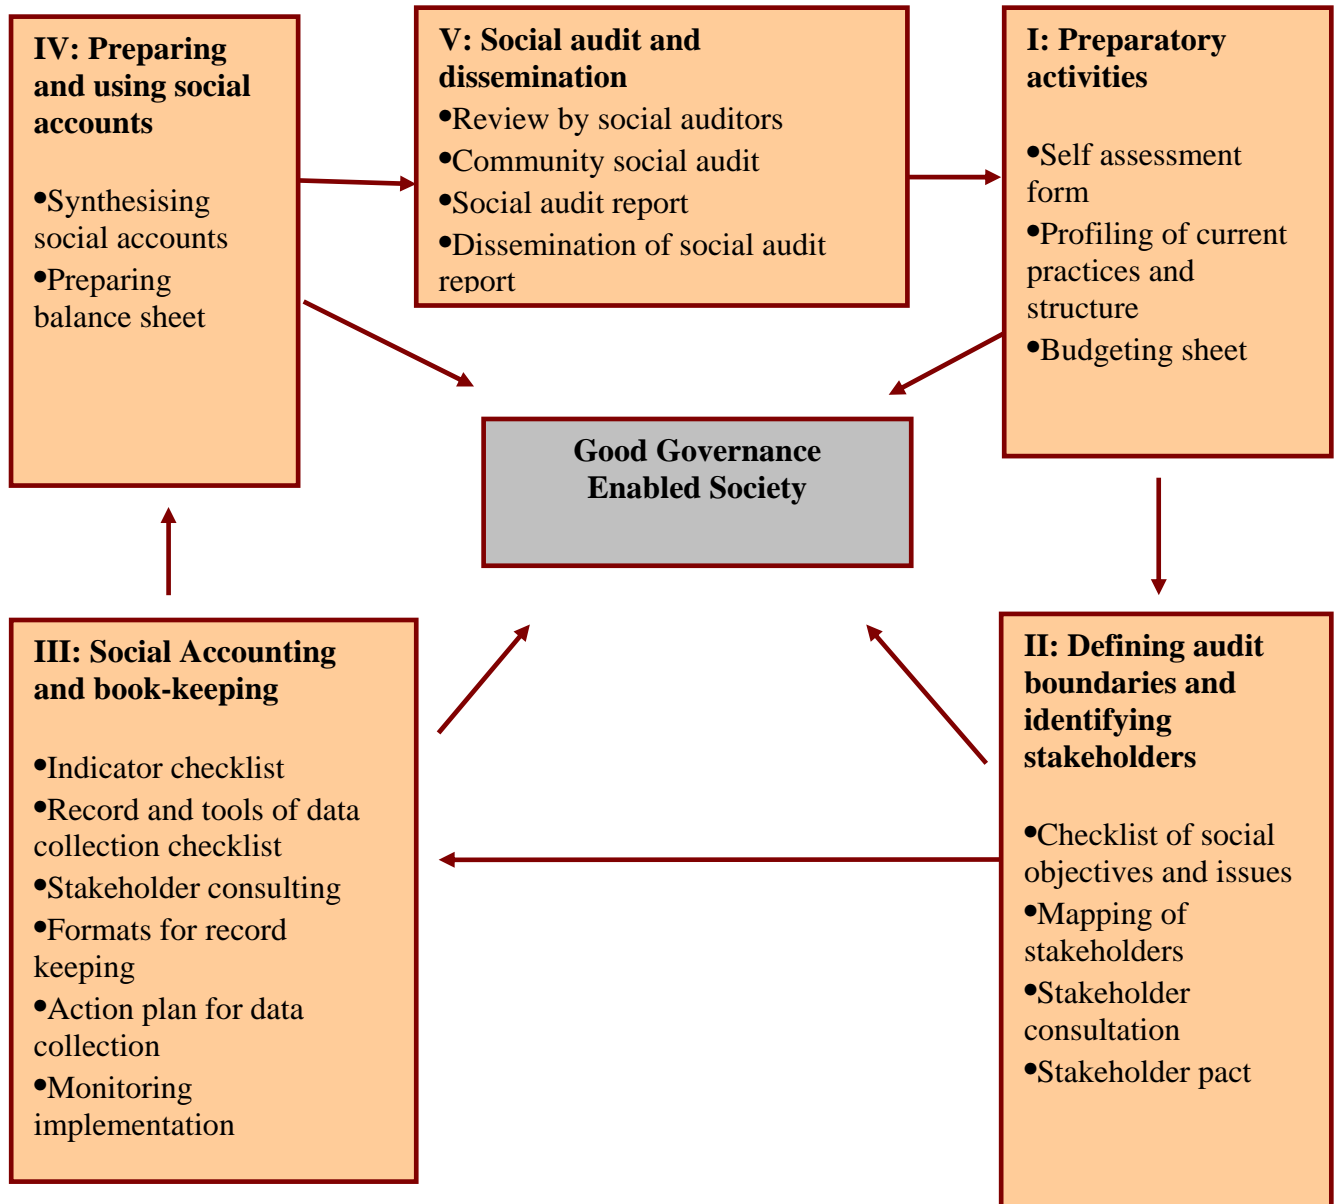 IV: Preparing
and using social
accounts
•Synthesising
social accounts
•Preparing
balance sheet
V: Social audit and
dissemination
•Review by social auditors
•Community social audit
•Social audit report
•Dissemination of social audit
report
I: Preparatory
activities
•Self assessment
form
•Profiling of current
practices and
structure
•Budgeting sheet
Good Governance
Enabled Society
III: Social Accounting
and book-keeping
•Indicator checklist
•Record and tools of data
collection checklist
•Stakeholder consulting
•Formats for record
keeping
•Action plan for data
collection
•Monitoring
implementation
II: Defining audit
boundaries and
identifying
stakeholders
•Checklist of social
objectives and issues
•Mapping of
stakeholders
•Stakeholder
consultation
•Stakeholder pact